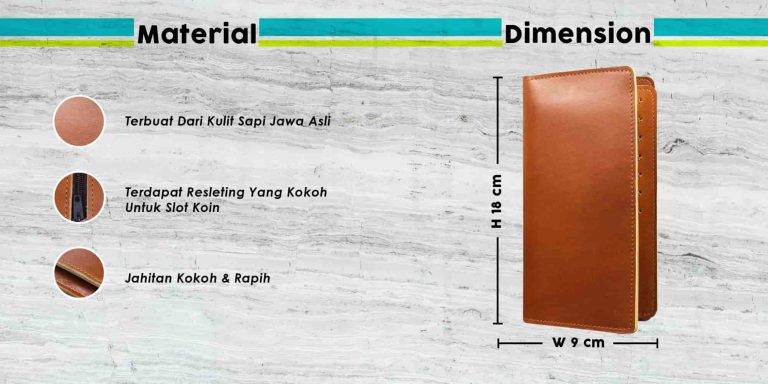 Material
Dimension
Terbuat Dari Kulit Sapi Jawa Asli
Terdapat Resleting Yang Kokoh
Untuk Slot Koin
Jahitan Kokoh & Rapih
H 18 cm
W 9 cm